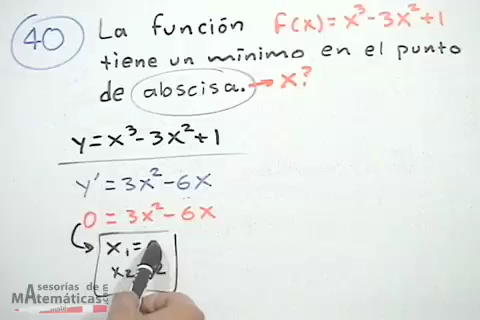 40 La función f(x)=x³-3x²+1
tiene un mínimo en el punto
de abscisa. → x?
y=x³-3x²+1
y'=3x²-6x
0=3x²-6x
x₁=
x₂
Asesorías de
Matemáticas.com